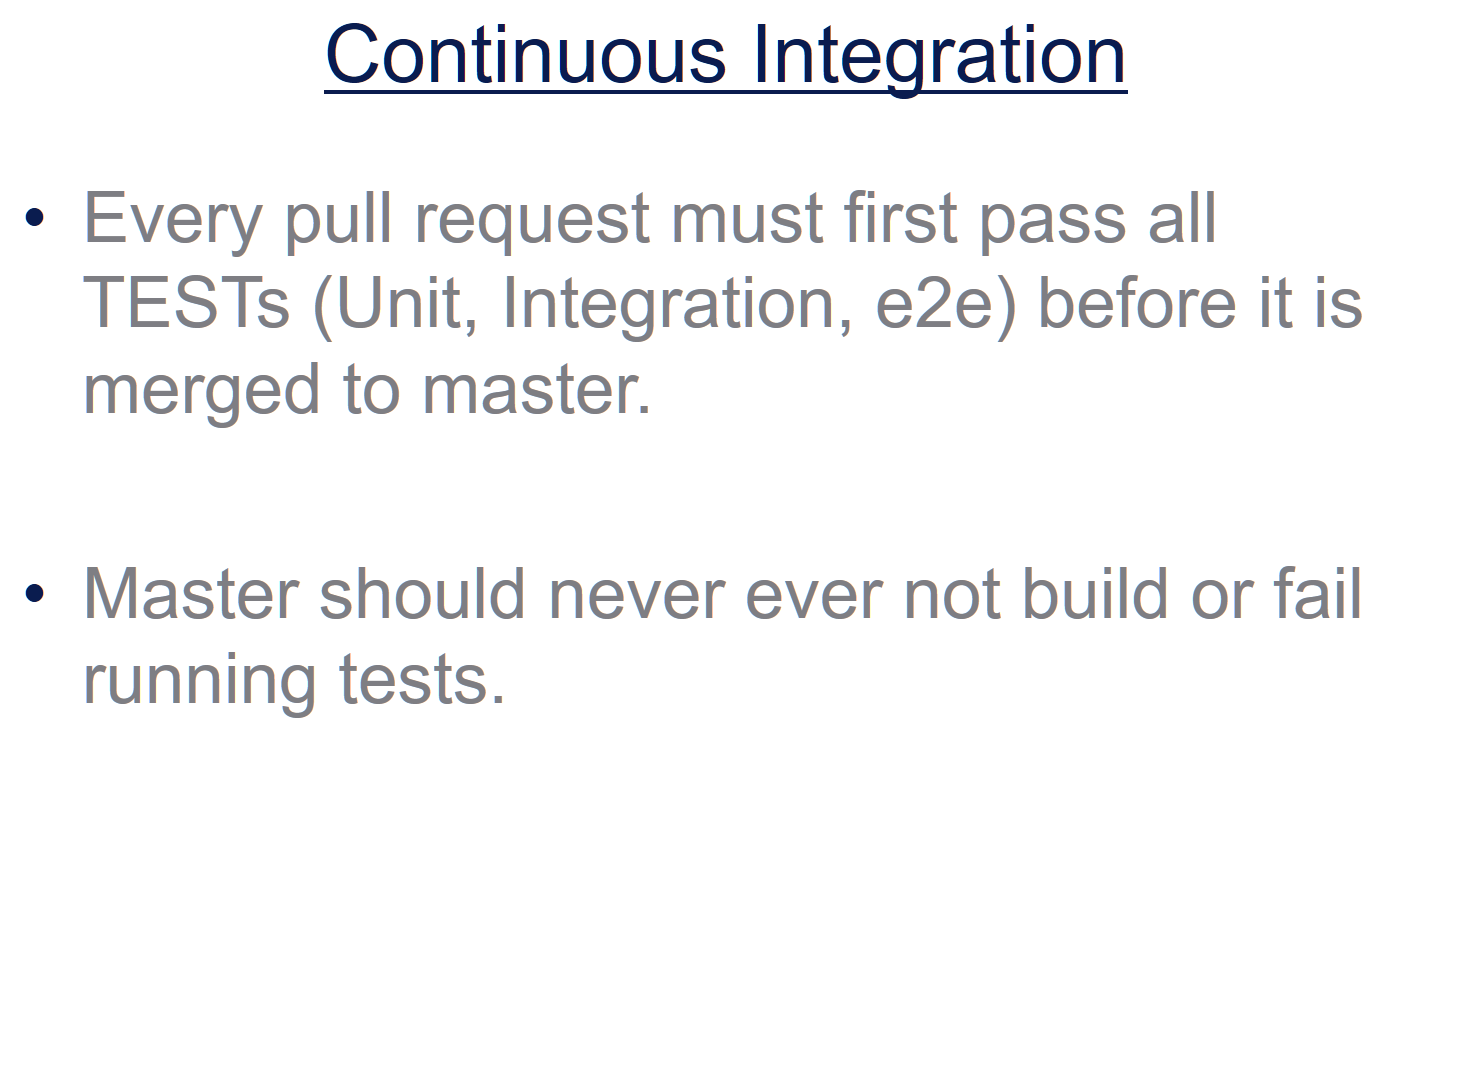 Continuous Integration
• Every pull request must first pass all
TESTs (Unit, Integration, e2e) before it is
merged to master.
• Master should never ever not build or fail
running tests.